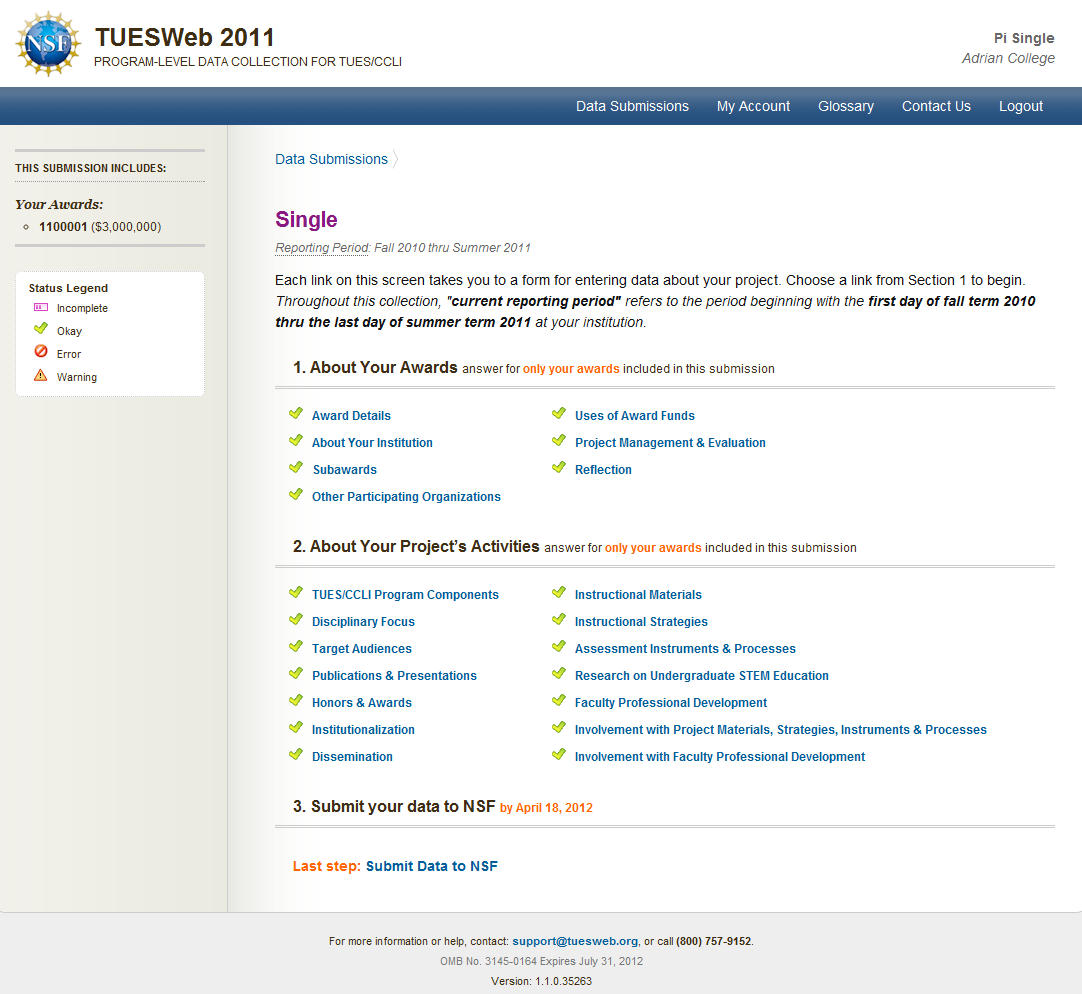 NSF
TUESWeb 2011
PROGRAM-LEVEL DATA COLLECTION FOR TUES/CCLI
Pi Single
Adrian College
Data Submissions My Account Glossary Contact Us Logout
THIS SUBMISSION INCLUDES:
Your Awards:
1100001 ($3,000,000)
Status Legend
Incomplete
Okay
Error
Warning
Data Submissions
Single
Reporting Period: Fall 2010 thru Summer 2011
Each link on this screen takes you to a form for entering data about your project. Choose a link from Section 1 to begin.
Throughout this collection, "current reporting period" refers to the period beginning with the first day of fall term 2010
thru the last day of summer term 2011 at your institution.
1. About Your Awards answer for only your awards included in this submission
Award Details
About Your Institution
Subawards
Other Participating Organizations
Uses of Award Funds
Project Management & Evaluation
Reflection
2. About Your Project's Activities answer for only your awards included in this submission
TUES/CCLI Program Components
Disciplinary Focus
Target Audiences
Publications & Presentations
Honors & Awards
Institutionalization
Dissemination
Instructional Materials
Instructional Strategies
Assessment Instruments & Processes
Research on Undergraduate STEM Education
Faculty Professional Development
Involvement with Project Materials, Strategies, Instruments & Processes
Involvement with Faculty Professional Development
3. Submit your data to NSF by April 18, 2012
Last step: Submit Data to NSF
For more information or help, contact: support@tuesweb.org, or call (800) 757-9152.
OMB No. 3145-0164 Expires July 31, 2012
Version: 1.1.0.35263